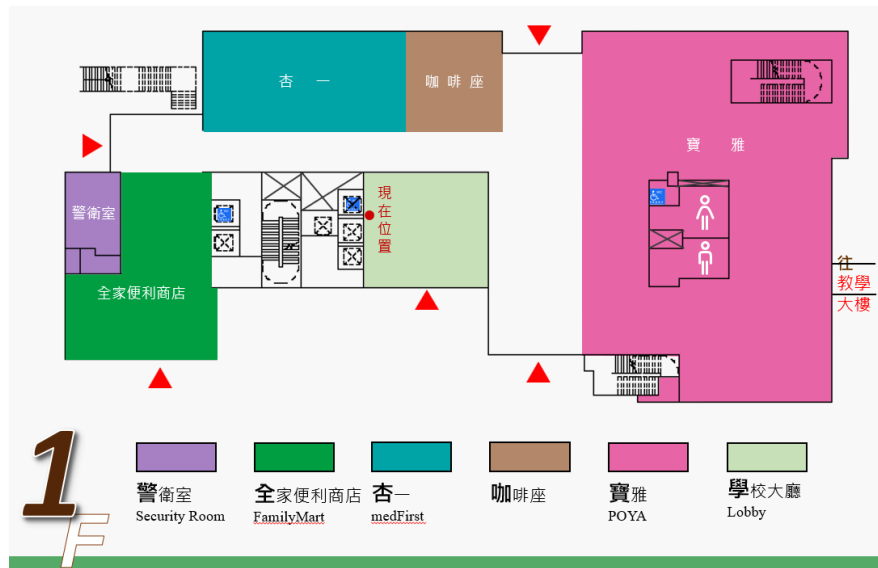 杏 一
咖啡座
寶 雅
警衛室
現在位置
全家便利商店
往
教學
大樓
1F
警衛室
Security Room
全家便利商店
FamilyMart
杏一
medFirst
咖啡座
寶雅
POYA
學校大廳
Lobby